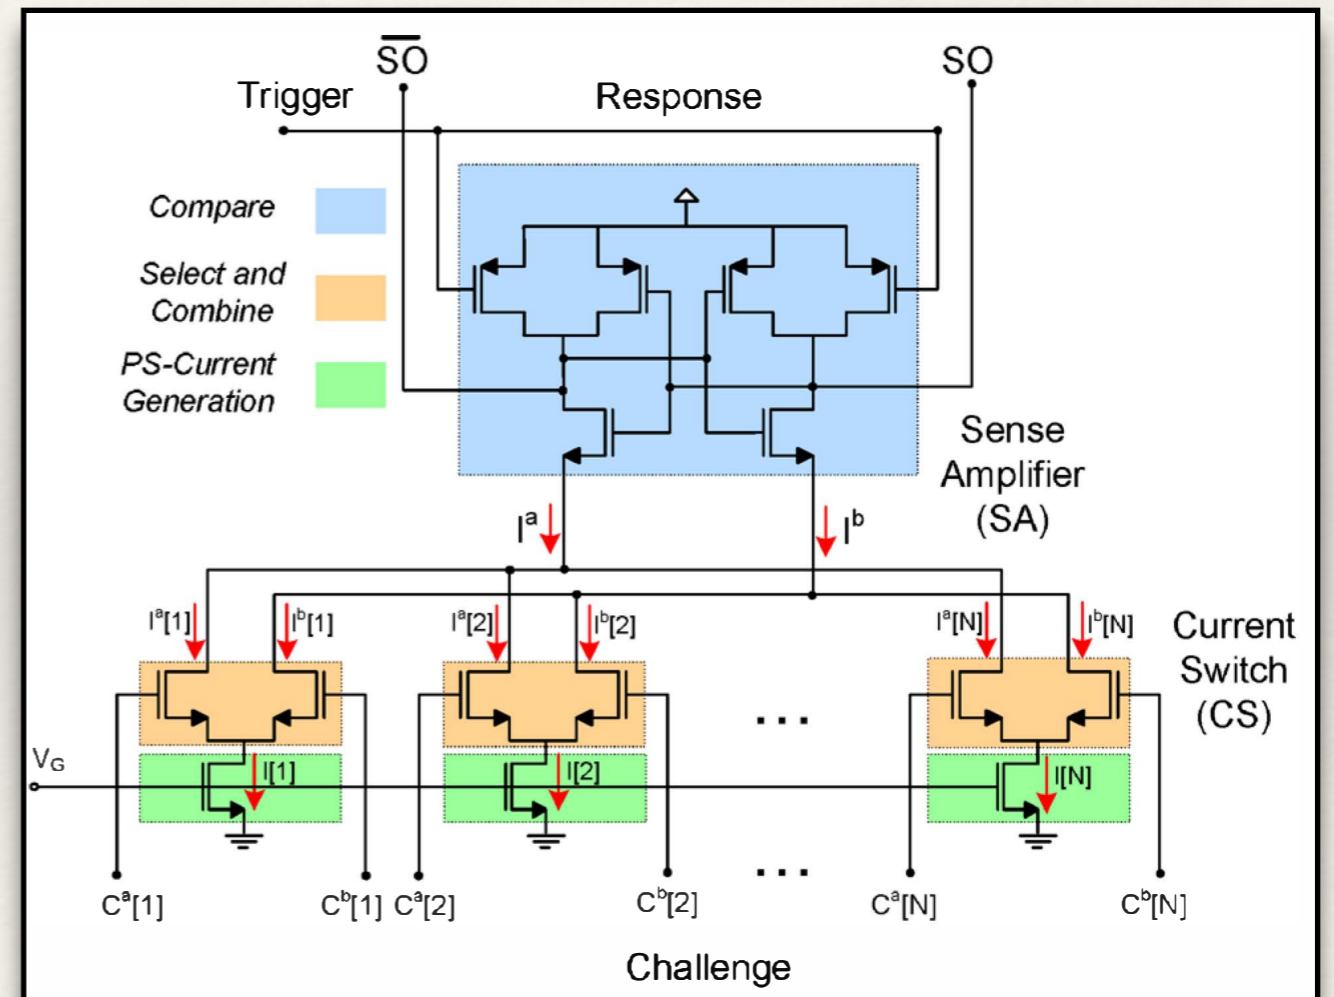 S̅O̅
SO
Trigger
Response
Compare
Select and
Combine
PS-Current
Generation
Sense
Amplifier
(SA)
Iᵃ
Iᵇ
Iᵃ[1]
Iᵇ[1]
Iᵃ[2]
Iᵇ[2]
Iᵃ[N]
Iᵇ[N]
Current
Switch
(CS)
...
V_G
I[1]
I[2]
I[N]
...
Cᵃ[1]
Cᵇ[1]
Cᵃ[2]
Cᵇ[2]
Cᵃ[N]
Cᵇ[N]
Challenge